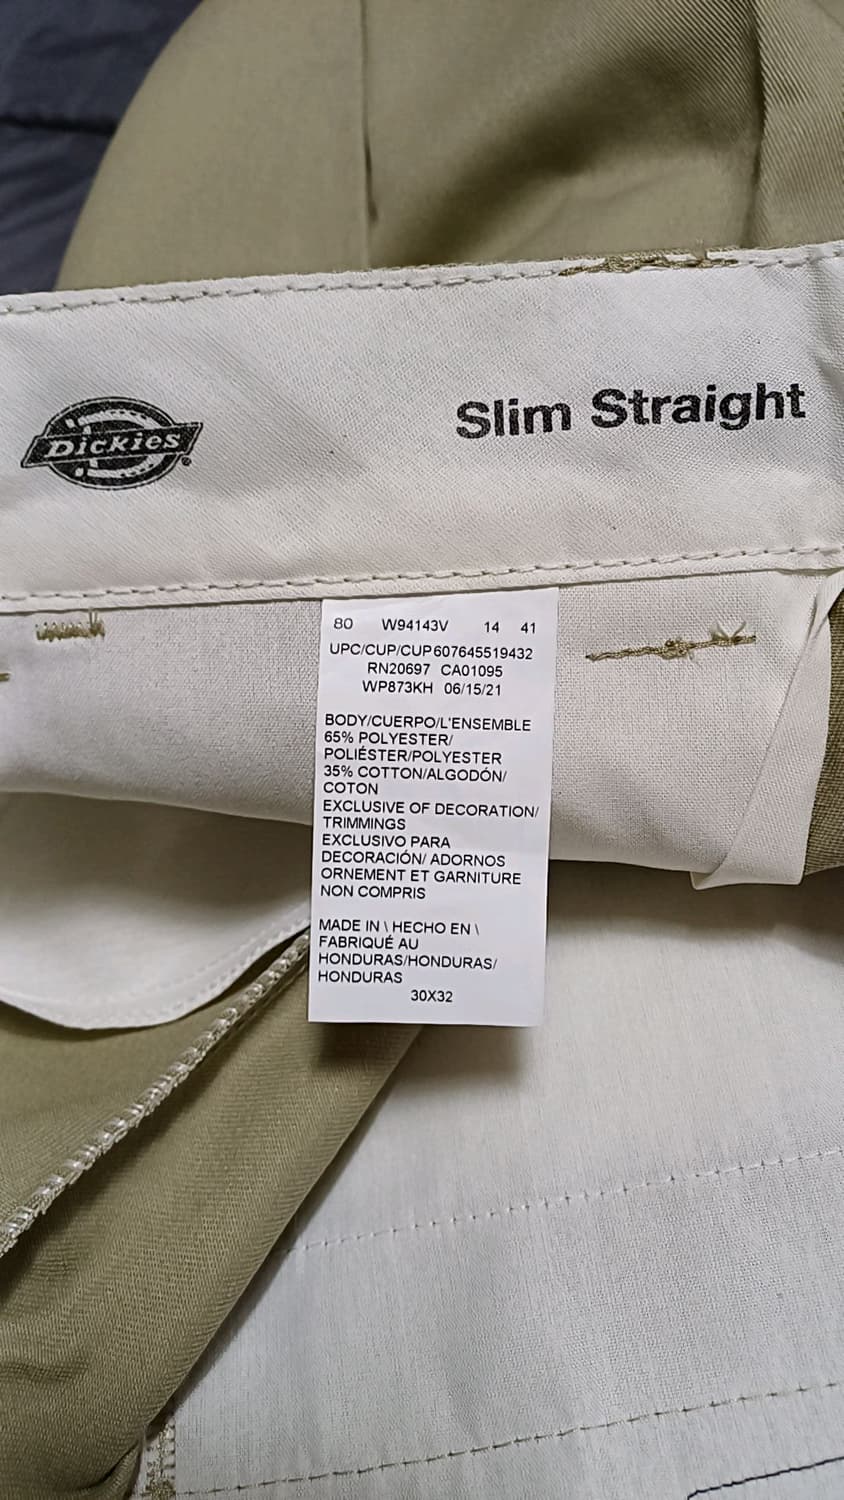 Dickies
Slim Straight
80 W94143V 14 41
UPC/CUP/CUP 607645519432
RN20697 CA01095
WP873KH 06/15/21
BODY/CUERPO/L'ENSEMBLE
65% POLYESTER/
POLIÉSTER/POLYESTER
35% COTTON/ALGODÓN/
COTON
EXCLUSIVE OF DECORATION/
TRIMMINGS
EXCLUSIVO PARA
DECORACIÓN/ ADORNOS
ORNEMENT ET GARNITURE
NON COMPRIS
MADE IN \ HECHO EN \
FABRIQUÉ AU
HONDURAS/HONDURAS/
HONDURAS
30X32